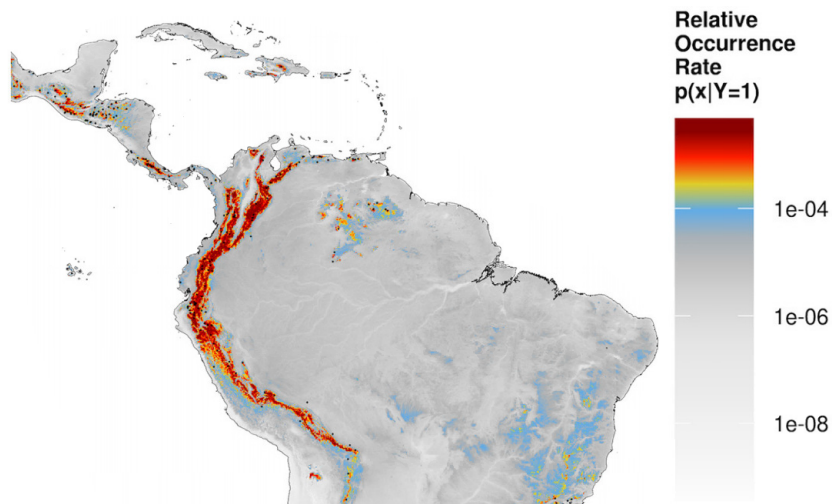 Relative
Occurrence
Rate
p(x|Y=1)
1e-04
1e-06
1e-08